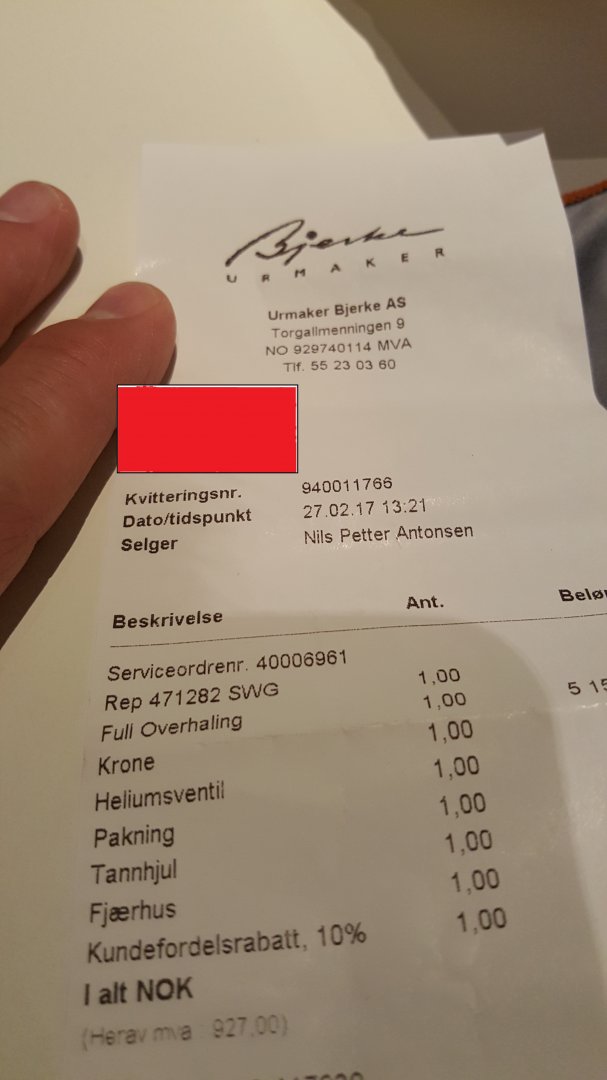 Bjerke
URMAKER
Urmaker Bjerke AS
Torgallmenningen 9
NO 929740114 MVA
Tlf. 55 23 03 60
Kvitteringsnr. 940011766
Dato/tidspunkt 27.02.17 13:21
Selger Nils Petter Antonsen
Beskrivelse Ant. Belø
Serviceordrenr. 40006961
Rep 471282 SWG 1,00 5 15
Full Overhaling 1,00
Krone 1,00
Heliumsventil 1,00
Pakning 1,00
Tannhjul 1,00
Fjærhus 1,00
Kundefordelsrabatt, 10% 1,00
I alt NOK
(Herav mva : 927,00)